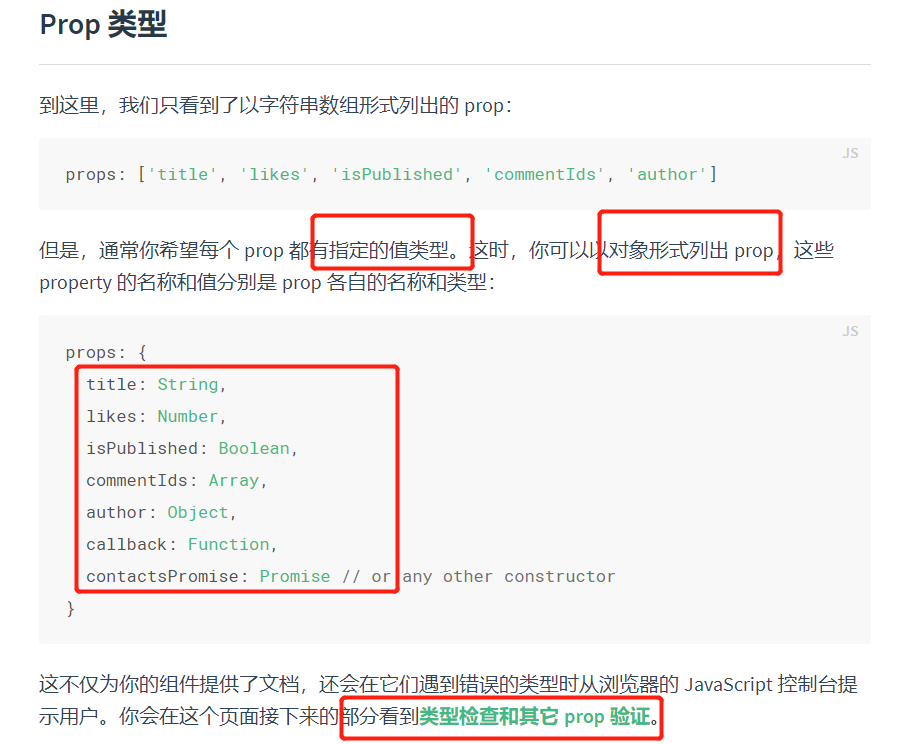 Prop 类型
到这里，我们只看到了以字符串数组形式列出的 prop：
JS
props: ['title', 'likes', 'isPublished', 'commentIds', 'author']
但是，通常你希望每个 prop 都有指定的值类型。这时，你可以以对象形式列出 prop，这些
property 的名称和值分别是 prop 各自的名称和类型：
JS
props: {
  title: String,
  likes: Number,
  isPublished: Boolean,
  commentIds: Array,
  author: Object,
  callback: Function,
  contactsPromise: Promise // or any other constructor
}
这不仅为你的组件提供了文档，还会在它们遇到错误的类型时从浏览器的 JavaScript 控制台提
示用户。你会在这个页面接下来的部分看到类型检查和其它 prop 验证。